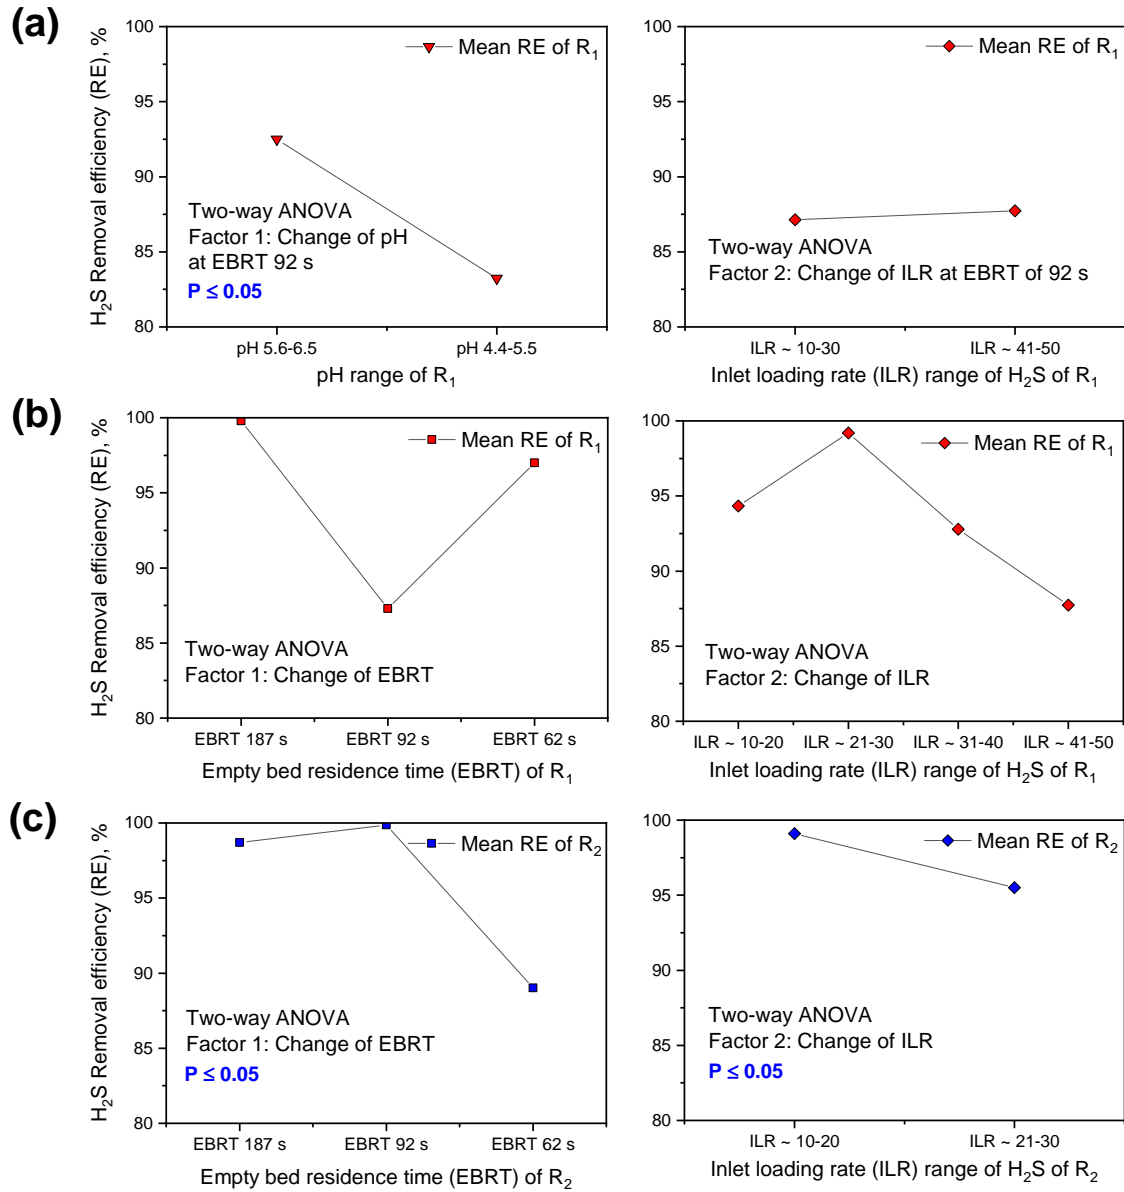 (a)
H₂S Removal efficiency (RE), %
100
95
90
85
80
Mean RE of R₁
Two-way ANOVA
Factor 1: Change of pH
at EBRT 92 s
P ≤ 0.05
pH 5.6-6.5
pH 4.4-5.5
pH range of R₁
100
95
90
85
80
Mean RE of R₁
Two-way ANOVA
Factor 2: Change of ILR at EBRT of 92 s
ILR ~ 10-30
ILR ~ 41-50
Inlet loading rate (ILR) range of H₂S of R₁
(b)
H₂S Removal efficiency (RE), %
100
95
90
85
80
Mean RE of R₁
Two-way ANOVA
Factor 1: Change of EBRT
EBRT 187 s
EBRT 92 s
EBRT 62 s
Empty bed residence time (EBRT) of R₁
100
95
90
85
80
Mean RE of R₁
Two-way ANOVA
Factor 2: Change of ILR
ILR ~ 10-20
ILR ~ 21-30
ILR ~ 31-40
ILR ~ 41-50
Inlet loading rate (ILR) range of H₂S of R₁
(c)
H₂S Removal efficiency (RE), %
100
95
90
85
80
Mean RE of R₂
Two-way ANOVA
Factor 1: Change of EBRT
P ≤ 0.05
EBRT 187 s
EBRT 92 s
EBRT 62 s
Empty bed residence time (EBRT) of R₂
100
95
90
85
80
Mean RE of R₂
Two-way ANOVA
Factor 2: Change of ILR
P ≤ 0.05
ILR ~ 10-20
ILR ~ 21-30
Inlet loading rate (ILR) range of H₂S of R₂